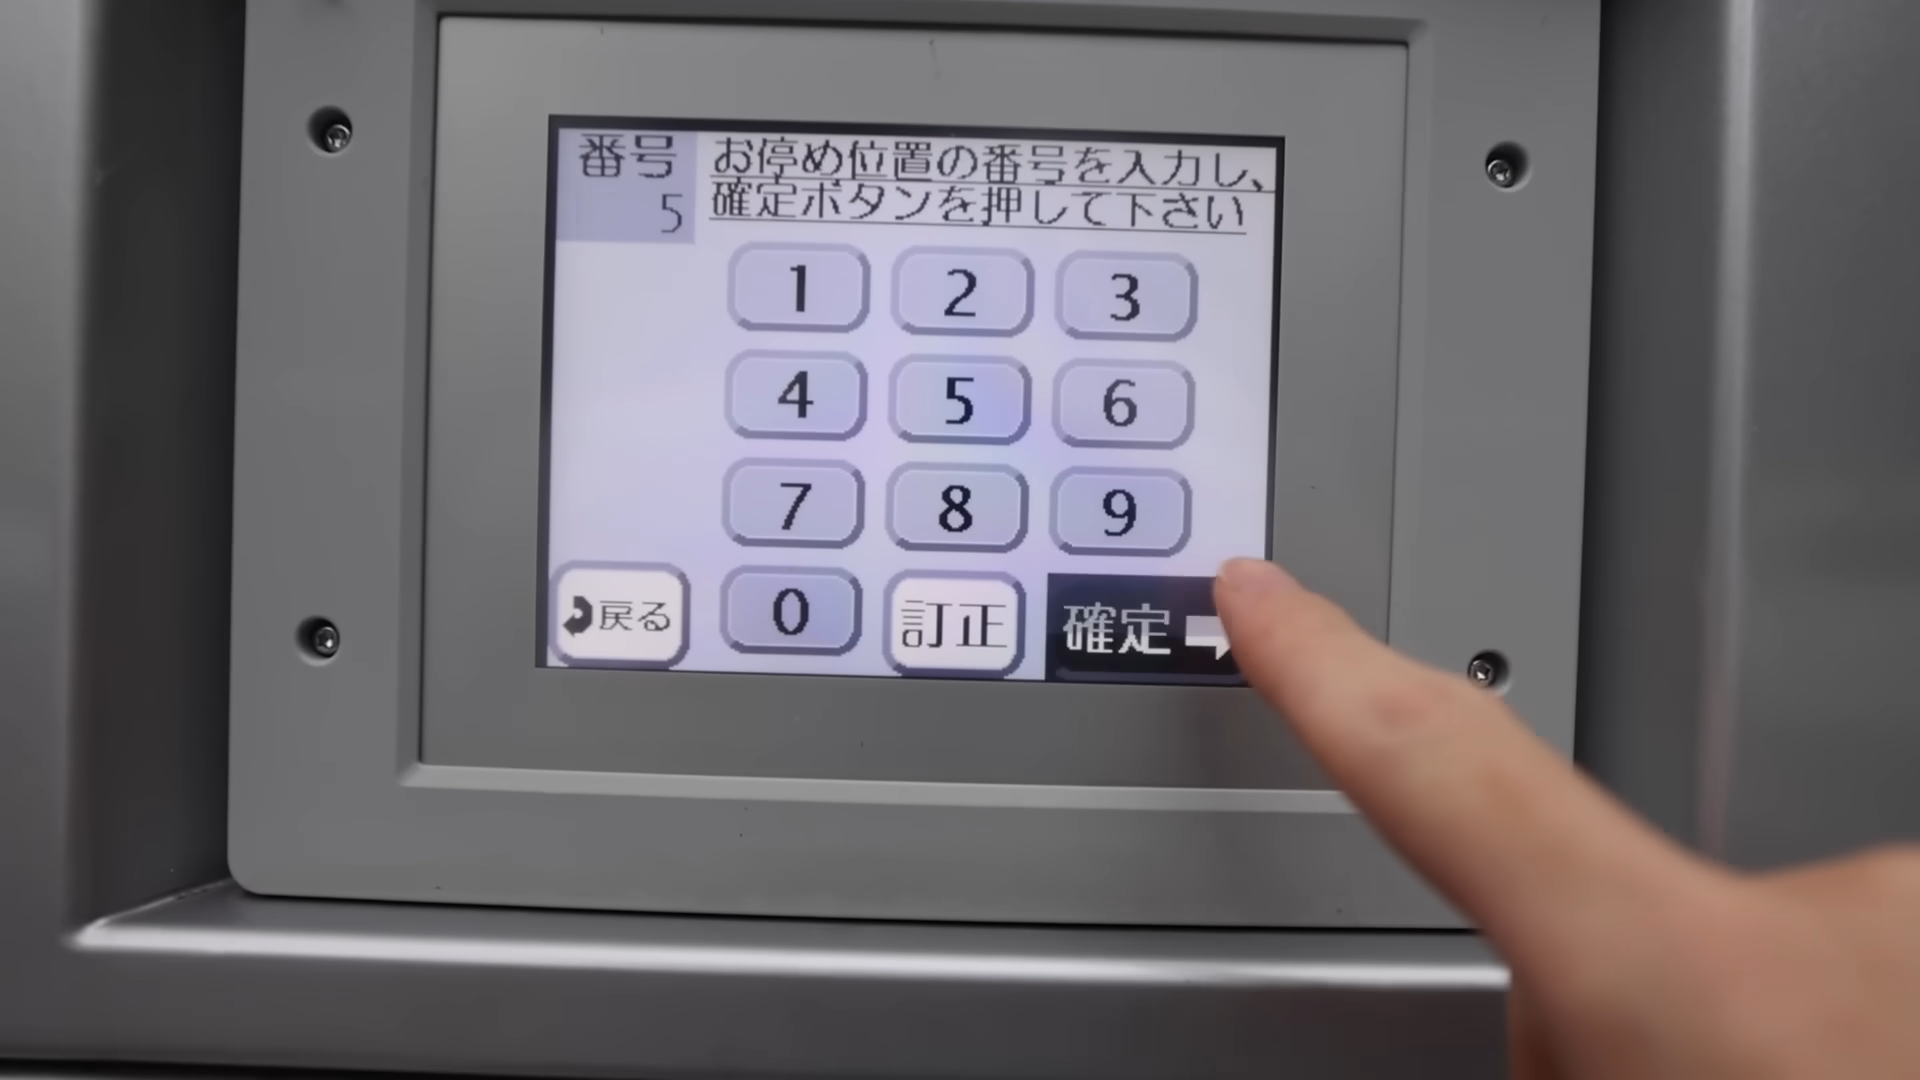 番号
5
お停め位置の番号を入力し、
確定ボタンを押して下さい
1 2 3
4 5 6
7 8 9
戻る 0 訂正 確定